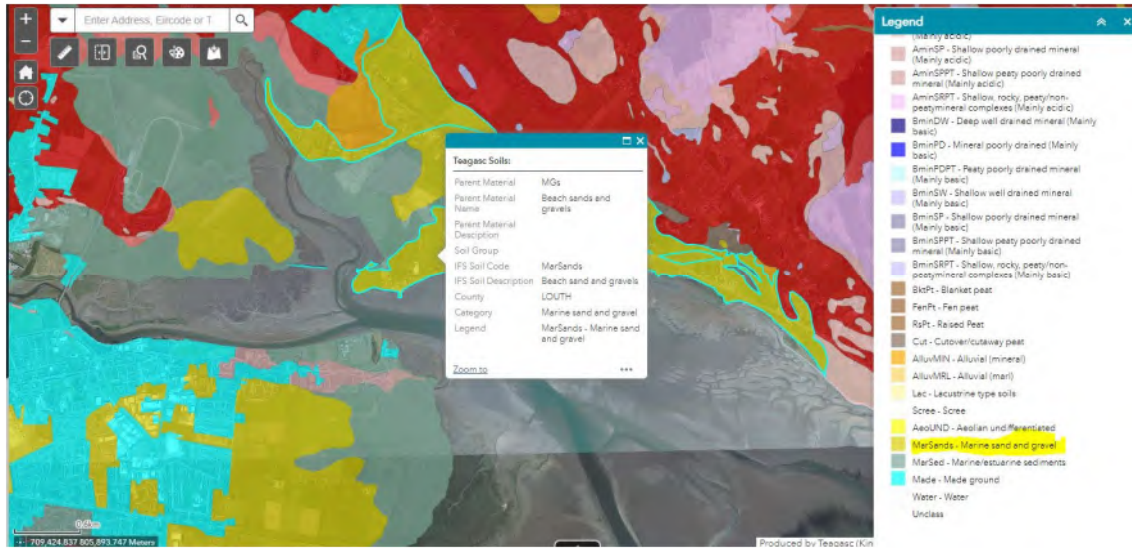 Enter Address, Eircode or T
Teagasc Soils:
Parent Material MGs
Parent Material Name Beach sands and gravels
Parent Material Desciption
Soil Group
IFS Soil Code MarSands
IFS Soil Description Beach sand and gravels
County LOUTH
Category Marine sand and gravel
Legend MarSands - Marine sand and gravel
Zoom to
0.6km
709,424.837 805,893.747 Meters
Produced by Teagasc (Kin
Legend
(Mainly acidic)
AminSP - Shallow poorly drained mineral
(Mainly acidic)
AminSPPT - Shallow peaty poorly drained
mineral (Mainly acidic)
AminSRPT - Shallow, rocky, peaty/non-
peatymineral complexes (Mainly acidic)
BminDW - Deep well drained mineral (Mainly
basic)
BminPD - Mineral poorly drained (Mainly
basic)
BminPDPT - Peaty poorly drained mineral
(Mainly basic)
BminSW - Shallow well drained mineral
(Mainly basic)
BminSP - Shallow poorly drained mineral
(Mainly basic)
BminSPPT - Shallow peaty poorly drained
mineral (Mainly basic)
BminSRPT - Shallow, rocky, peaty/non-
peatymineral complexes (Mainly basic)
BktPt - Blanket peat
FenPt - Fen peat
RsPt - Raised Peat
Cut - Cutover/cutaway peat
AlluvMIN - Alluvial (mineral)
AlluvMRL - Alluvial (marl)
Lac - Lacustrine type soils
Scree - Scree
AeoUND - Aeolian undifferentiated
MarSands - Marine sand and gravel
MarSed - Marine/estuarine sediments
Made - Made ground
Water - Water
Unclass